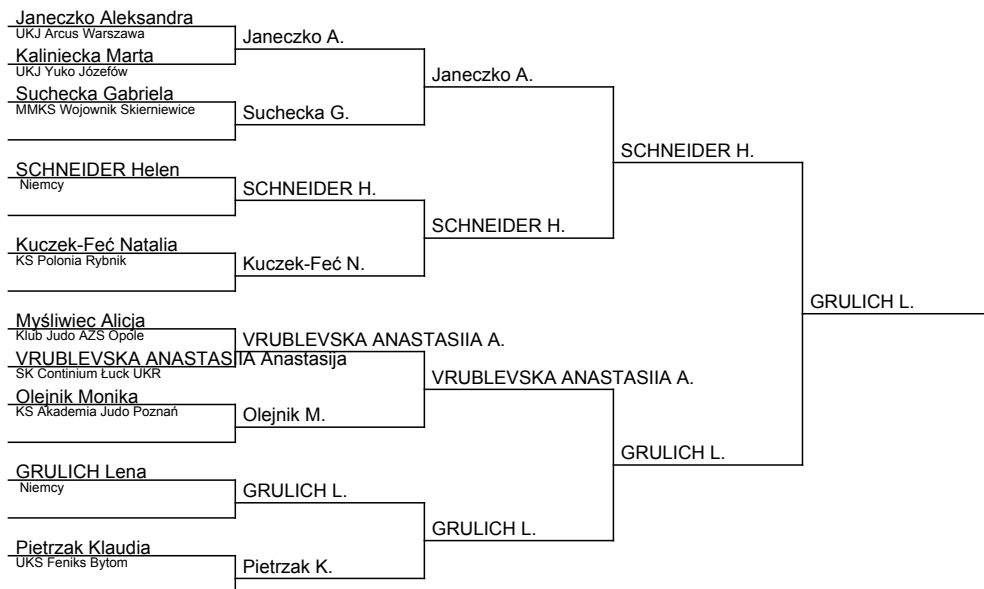 Janeczko Aleksandra
UKJ Arcus Warszawa
Janeczko A.
Kaliniecka Marta
UKJ Yuko Józefów
Janeczko A.
Suchecka Gabriela
MMKS Wojownik Skierniewice
Suchecka G.
SCHNEIDER H.
SCHNEIDER Helen
Niemcy
SCHNEIDER H.
SCHNEIDER H.
Kuczek-Feć Natalia
KS Polonia Rybnik
Kuczek-Feć N.
GRULICH L.
Myśliwiec Alicja
Klub Judo AZS Opole
VRUBLEVSKA ANASTASIIA A.
VRUBLEVSKA ANASTASIIA Anastasija
SK Continium Łuck UKR
VRUBLEVSKA ANASTASIIA A.
Olejnik Monika
KS Akademia Judo Poznań
Olejnik M.
GRULICH L.
GRULICH Lena
Niemcy
GRULICH L.
GRULICH L.
Pietrzak Klaudia
UKS Feniks Bytom
Pietrzak K.